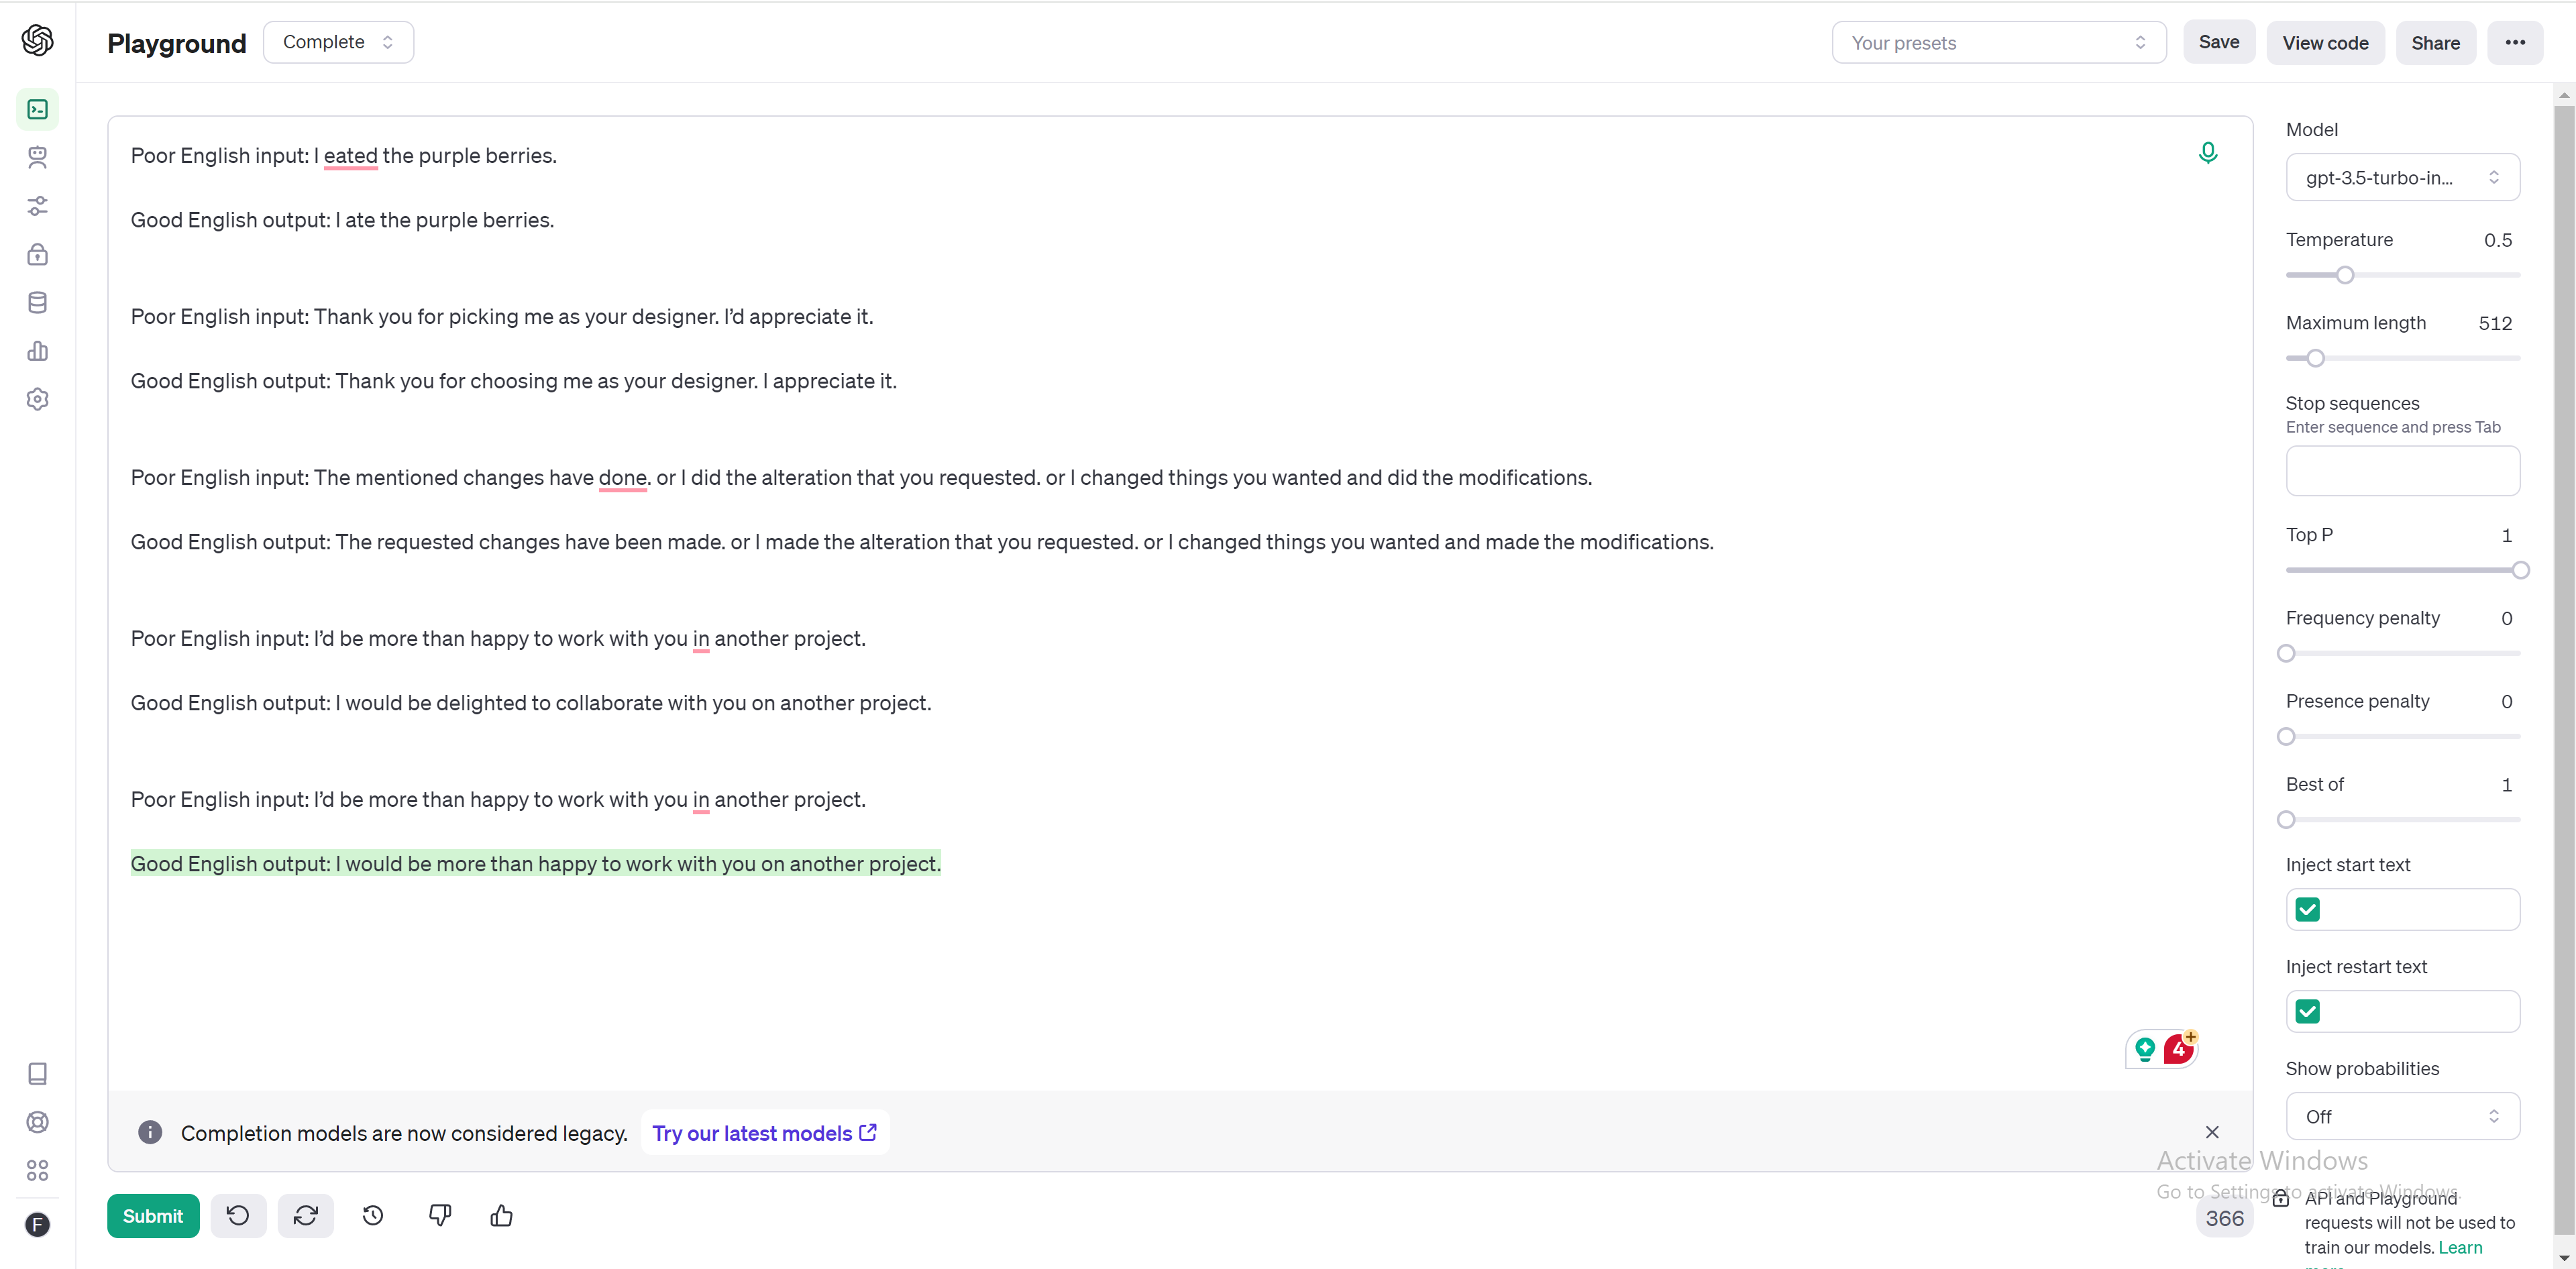 Playground
Complete
Your presets
Save
View code
Share
Poor English input: I eated the purple berries.
Good English output: I ate the purple berries.
Poor English input: Thank you for picking me as your designer. I’d appreciate it.
Good English output: Thank you for choosing me as your designer. I appreciate it.
Poor English input: The mentioned changes have done. or I did the alteration that you requested. or I changed things you wanted and did the modifications.
Good English output: The requested changes have been made. or I made the alteration that you requested. or I changed things you wanted and made the modifications.
Poor English input: I’d be more than happy to work with you in another project.
Good English output: I would be delighted to collaborate with you on another project.
Poor English input: I’d be more than happy to work with you in another project.
Good English output: I would be more than happy to work with you on another project.
4
Completion models are now considered legacy.
Try our latest models
Submit
366
F
Model
gpt-3.5-turbo-in...
Temperature 0.5
Maximum length 512
Stop sequences
Enter sequence and press Tab
Top P 1
Frequency penalty 0
Presence penalty 0
Best of 1
Inject start text
Inject restart text
Show probabilities
Off
Activate Windows
Go to Settings to activate Windows.
API and Playground
requests will not be used to
train our models. Learn